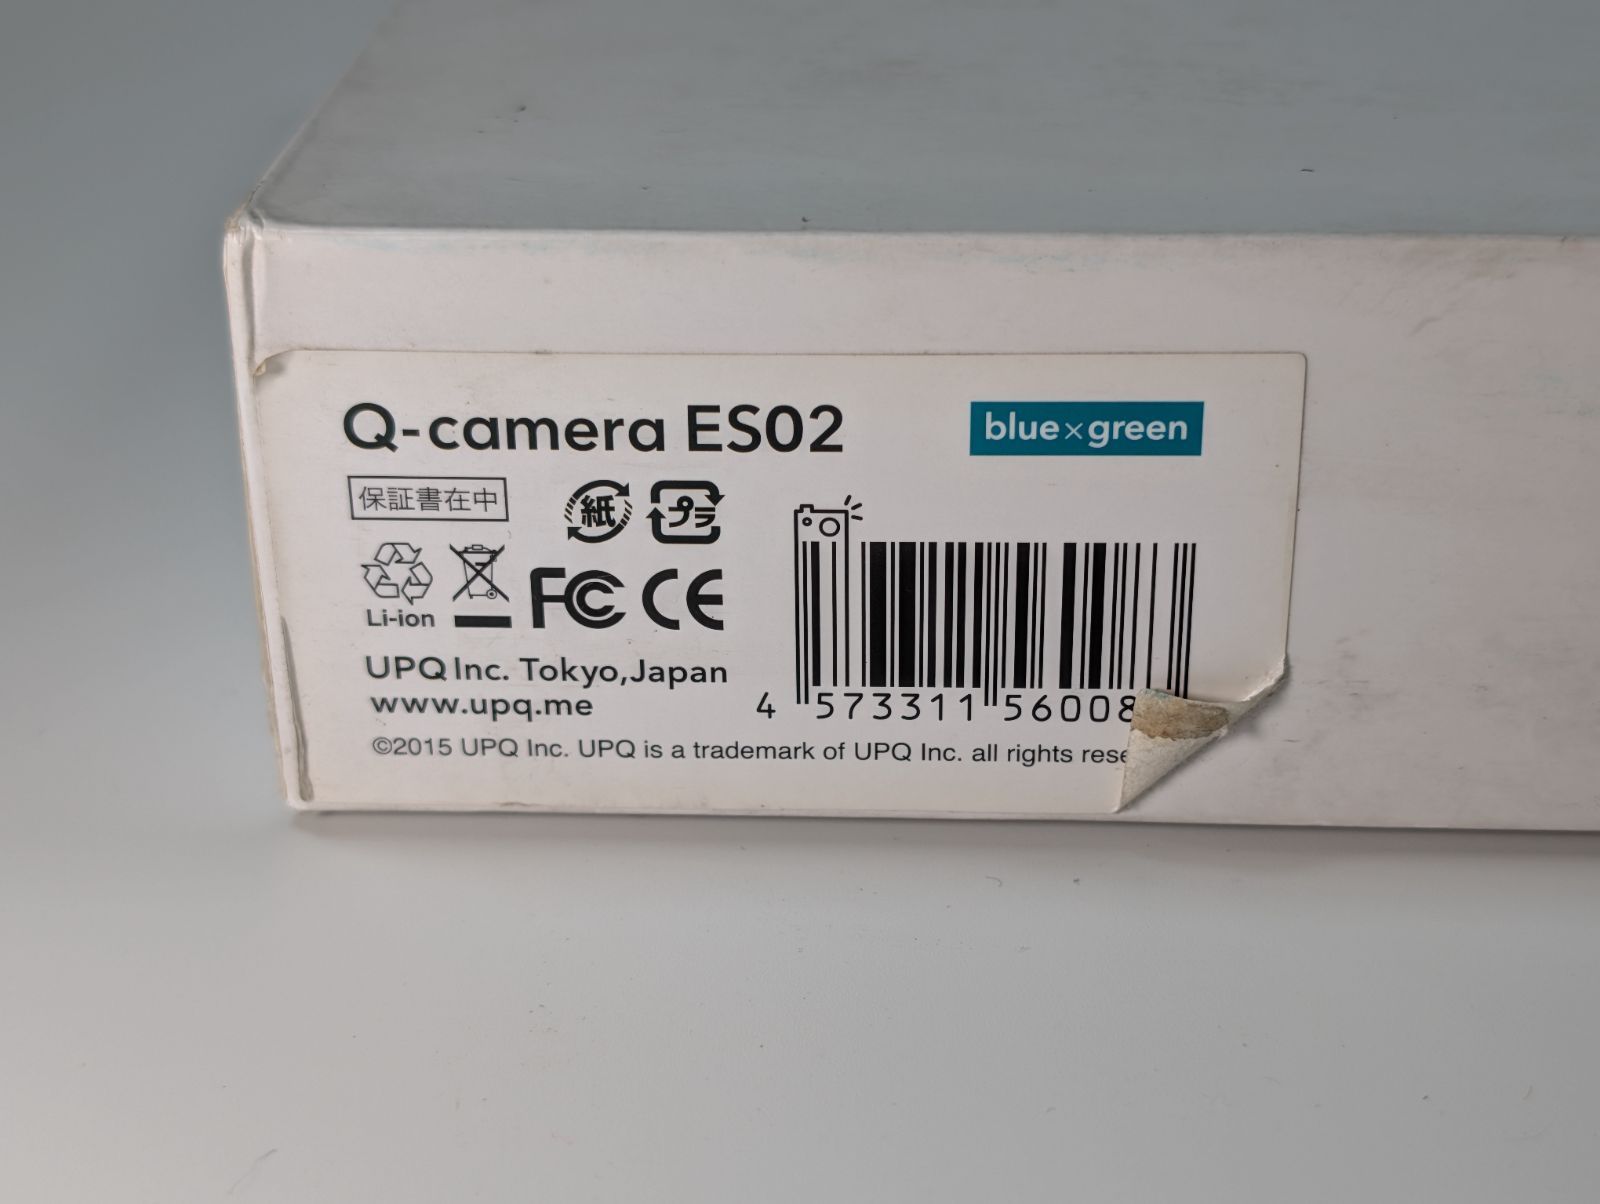 Q-camera ES02
blue×green
保証書在中
紙
プラ
Li-ion
FC CE
UPQ Inc. Tokyo,Japan
www.upq.me
4 573311 56008
©2015 UPQ Inc. UPQ is a trademark of UPQ Inc. all rights rese